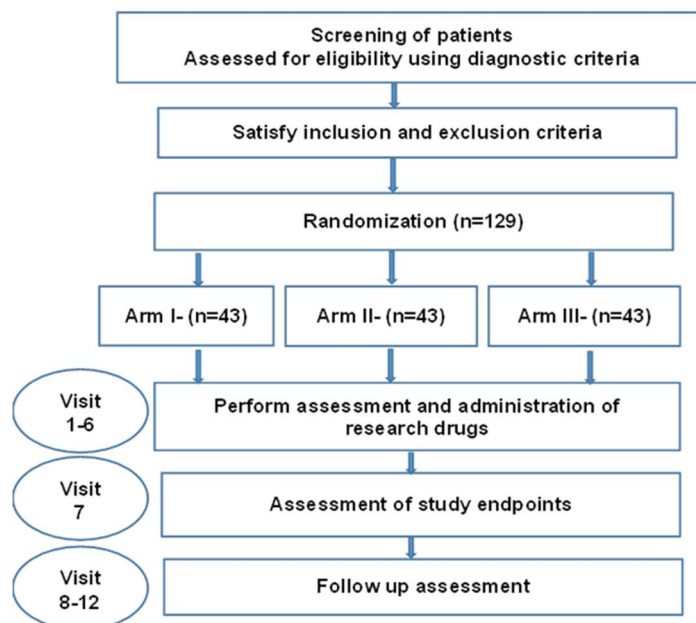 Screening of patients
Assessed for eligibility using diagnostic criteria
Satisfy inclusion and exclusion criteria
Randomization (n=129)
Arm I- (n=43)
Arm II- (n=43)
Arm III- (n=43)
Visit
1-6
Perform assessment and administration of
research drugs
Visit
7
Assessment of study endpoints
Visit
8-12
Follow up assessment